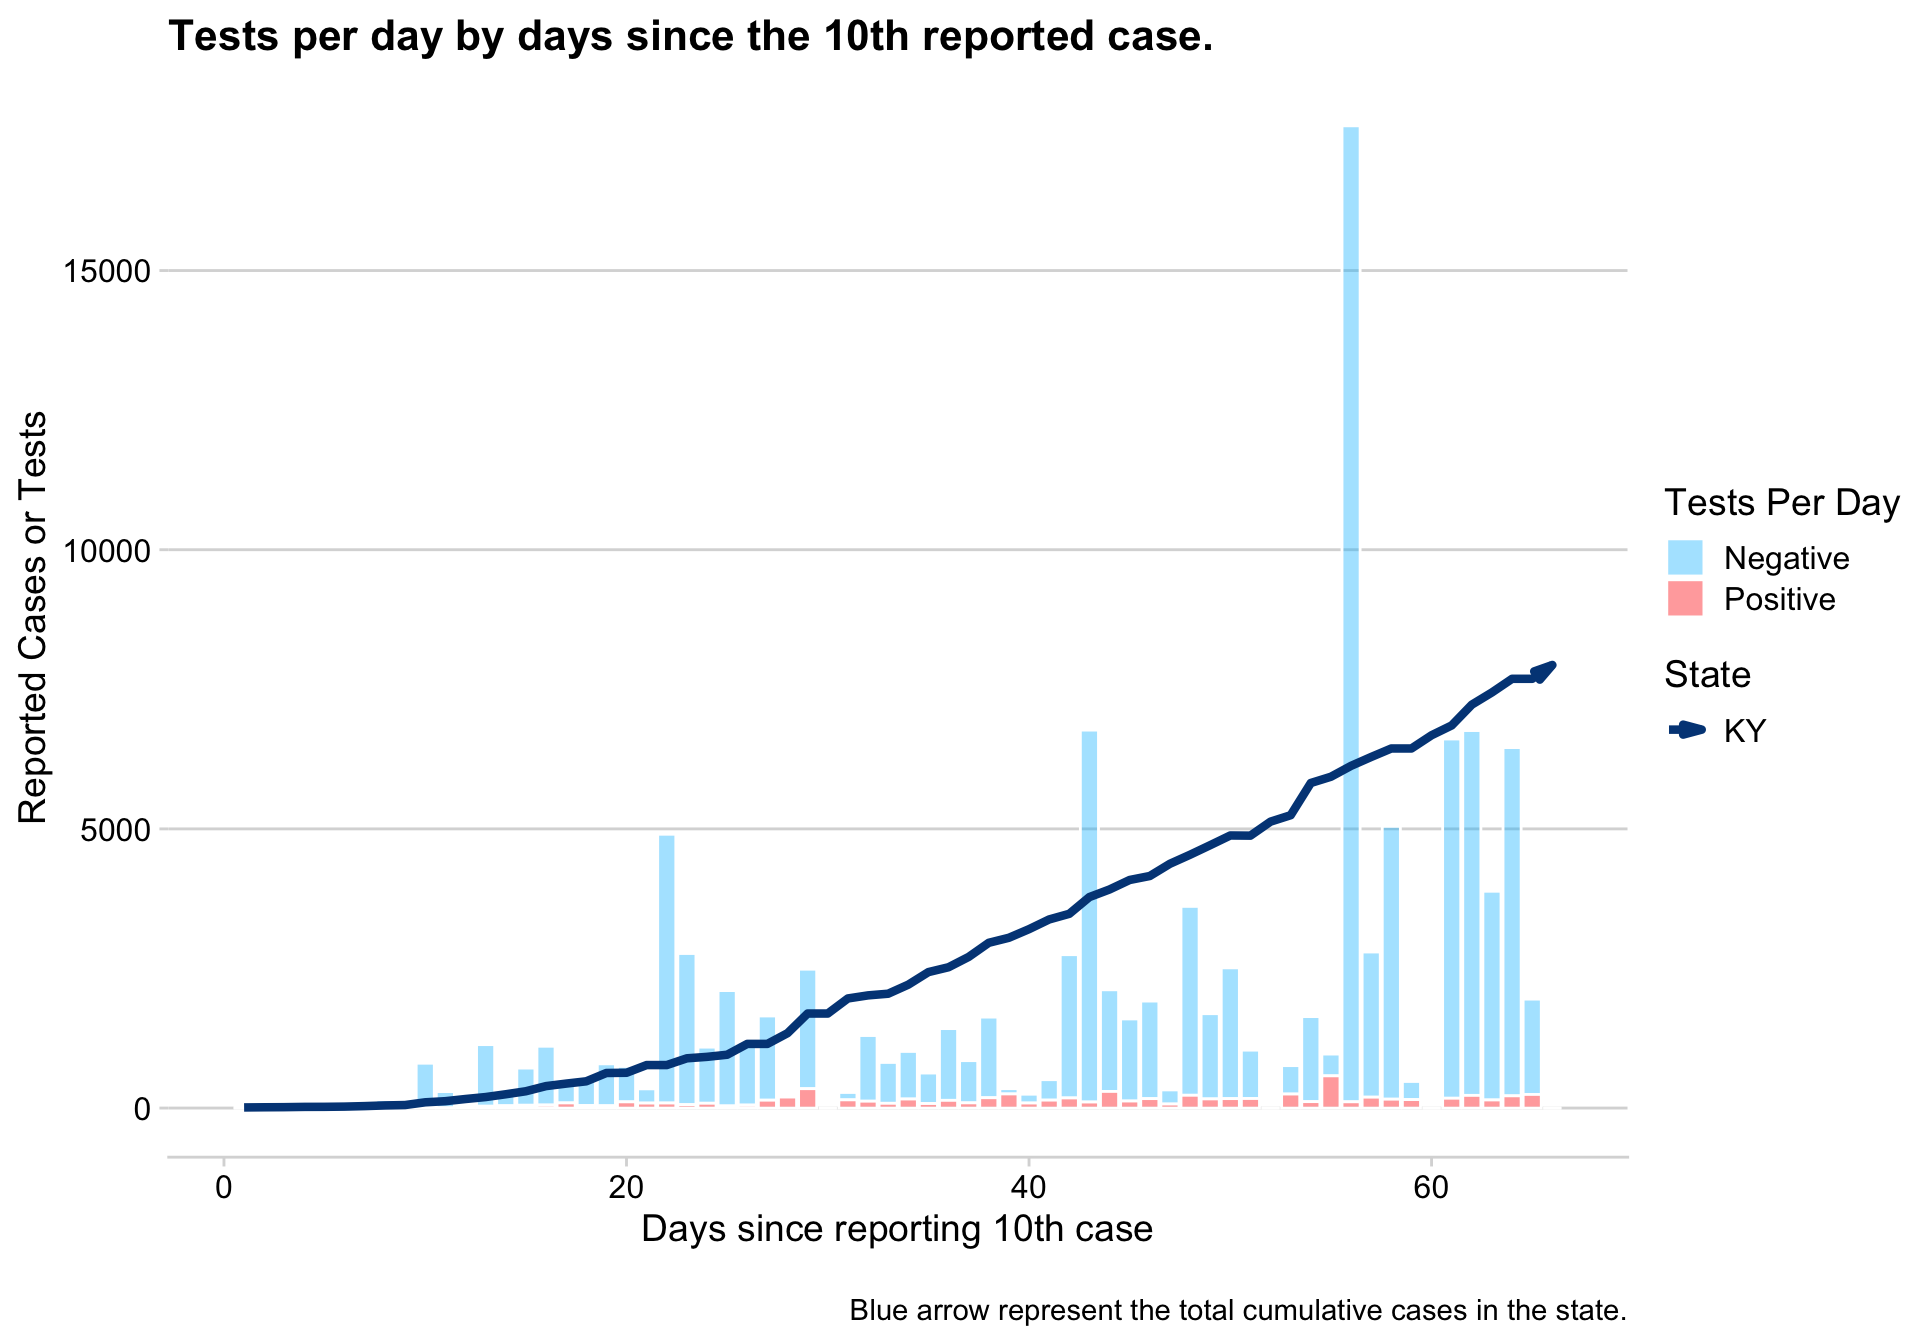 Tests per day by days since the 10th reported case.
15000
10000
5000
0
Reported Cases or Tests
0
20
40
60
Days since reporting 10th case
Tests Per Day
Negative
Positive
State
KY
Blue arrow represent the total cumulative cases in the state.